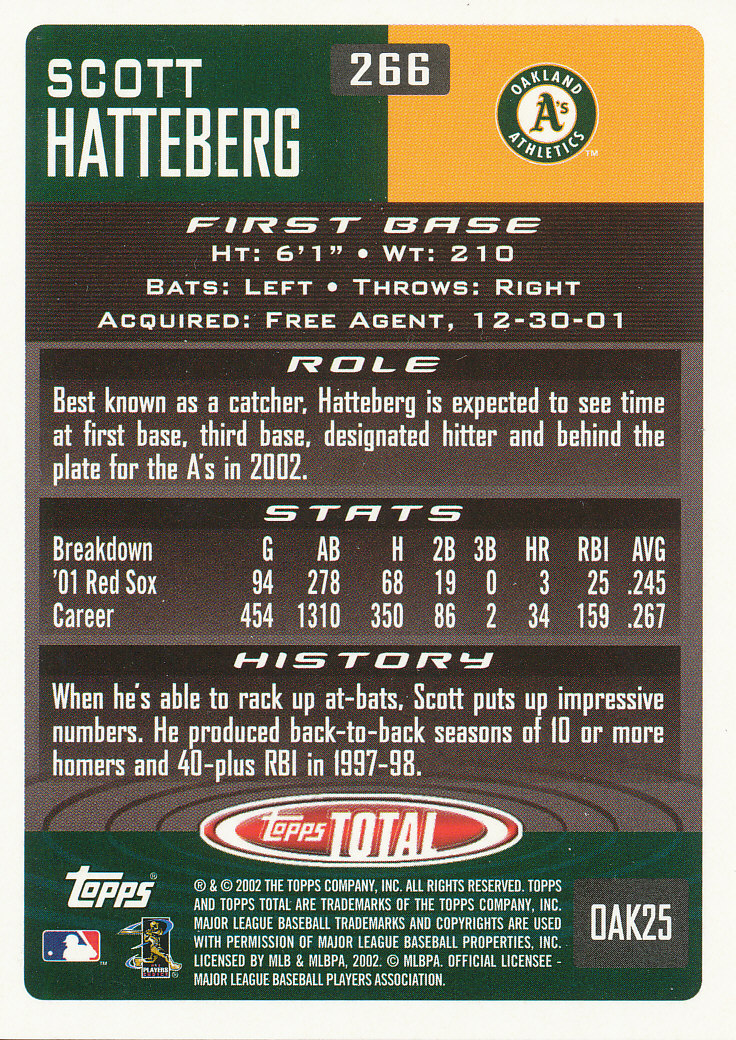 SCOTT
HATTEBERG
266
OAKLAND
A's
ATHLETICS
TM
FIRST BASE
HT: 6'1" • WT: 210
BATS: LEFT • THROWS: RIGHT
ACQUIRED: FREE AGENT, 12-30-01
ROLE
Best known as a catcher, Hatteberg is expected to see time
at first base, third base, designated hitter and behind the
plate for the A's in 2002.
STATS
Breakdown G AB H 2B 3B HR RBI AVG
'01 Red Sox 94 278 68 19 0 3 25 .245
Career 454 1310 350 86 2 34 159 .267
HISTORY
When he's able to rack up at-bats, Scott puts up impressive
numbers. He produced back-to-back seasons of 10 or more
homers and 40-plus RBI in 1997-98.
topps TOTAL
topps®
® & © 2002 THE TOPPS COMPANY, INC. ALL RIGHTS RESERVED. TOPPS
AND TOPPS TOTAL ARE TRADEMARKS OF THE TOPPS COMPANY, INC.
MAJOR LEAGUE BASEBALL TRADEMARKS AND COPYRIGHTS ARE USED
WITH PERMISSION OF MAJOR LEAGUE BASEBALL PROPERTIES, INC.
LICENSED BY MLB & MLBPA, 2002. © MLBPA. OFFICIAL LICENSEE -
MAJOR LEAGUE BASEBALL PLAYERS ASSOCIATION.
OAK25
TM
PLAYERS